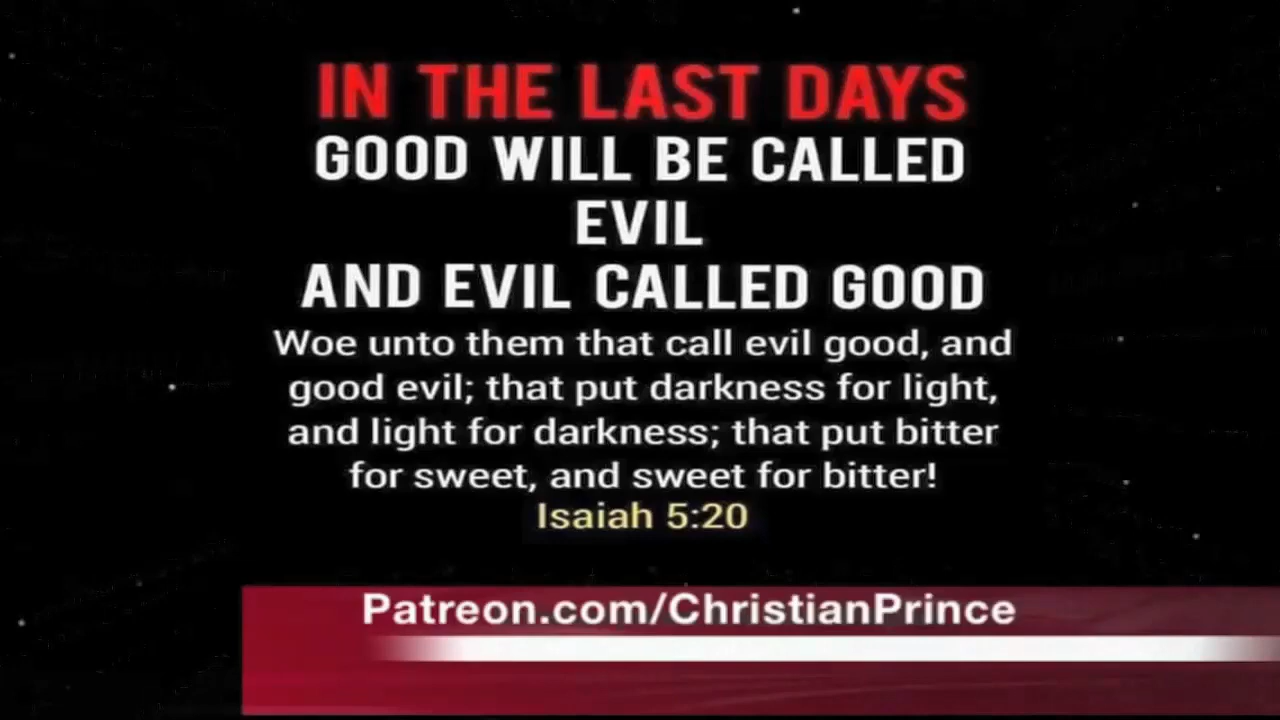 IN THE LAST DAYS
GOOD WILL BE CALLED
EVIL
AND EVIL CALLED GOOD
Woe unto them that call evil good, and
good evil; that put darkness for light,
and light for darkness; that put bitter
for sweet, and sweet for bitter!
Isaiah 5:20
Patreon.com/ChristianPrince